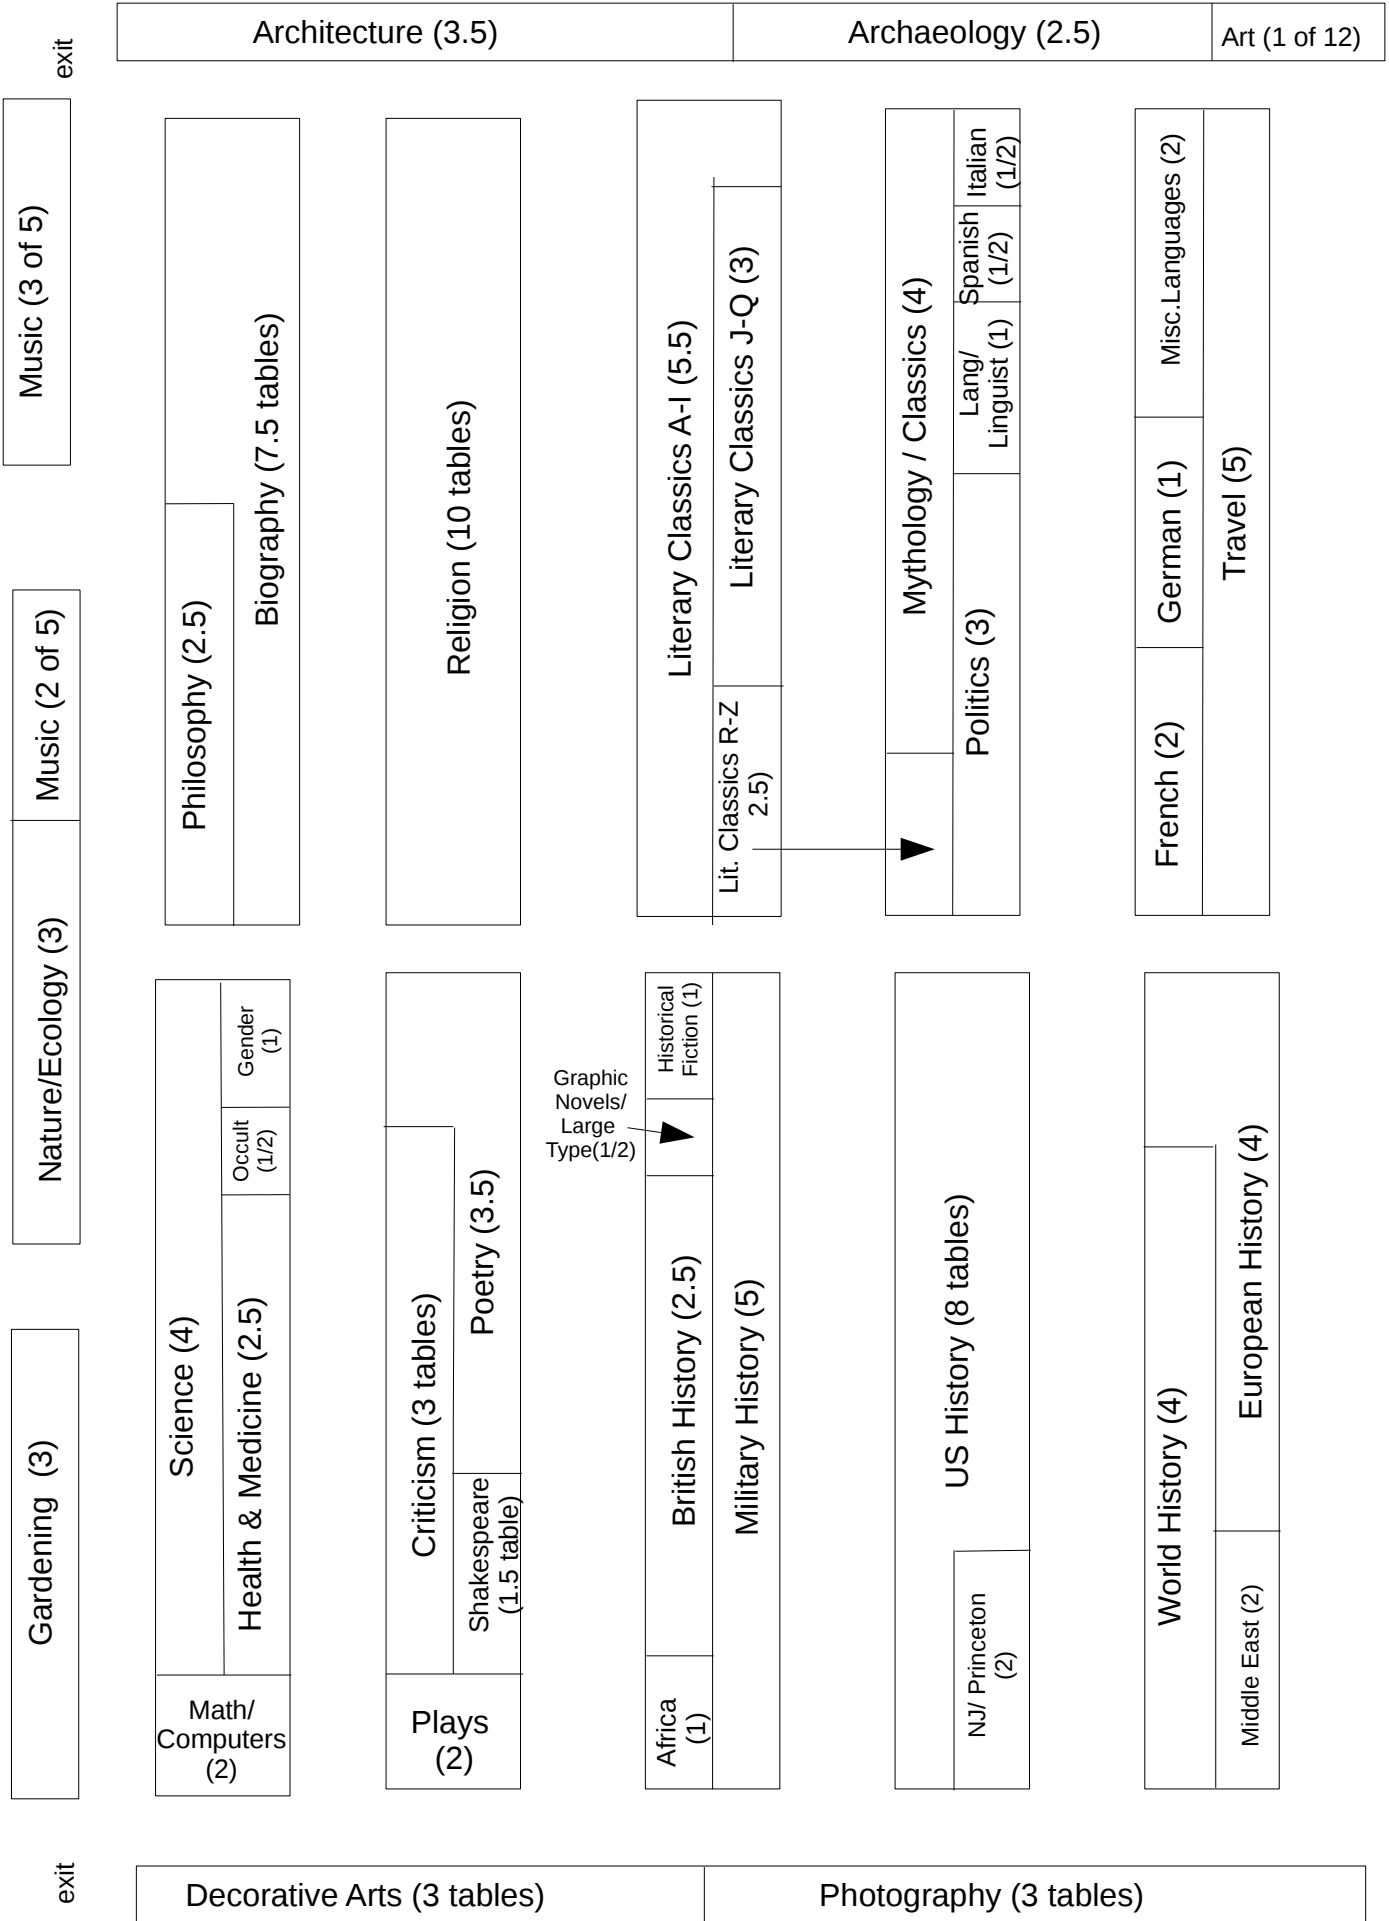 Architecture (3.5)
Archaeology (2.5)
Art (1 of 12)
exit
Music (3 of 5)
Music (2 of 5)
Nature/Ecology (3)
Gardening (3)
exit
Philosophy (2.5)
Biography (7.5 tables)
Religion (10 tables)
Literary Classics A-I (5.5)
Literary Classics J-Q (3)
Lit. Classics R-Z
2.5)
Mythology / Classics (4)
Italian
(1/2)
Spanish
(1/2)
Lang/
Linguist (1)
Politics (3)
Misc.Languages (2)
German (1)
French (2)
Travel (5)
Science (4)
Gender
(1)
Occult
(1/2)
Health & Medicine (2.5)
Math/
Computers
(2)
Criticism (3 tables)
Poetry (3.5)
Shakespeare
(1.5 table)
Plays
(2)
Historical
Fiction (1)
Graphic
Novels/
Large
Type(1/2)
British History (2.5)
Africa
(1)
Military History (5)
US History (8 tables)
NJ/ Princeton
(2)
World History (4)
European History (4)
Middle East (2)
Decorative Arts (3 tables)
Photography (3 tables)